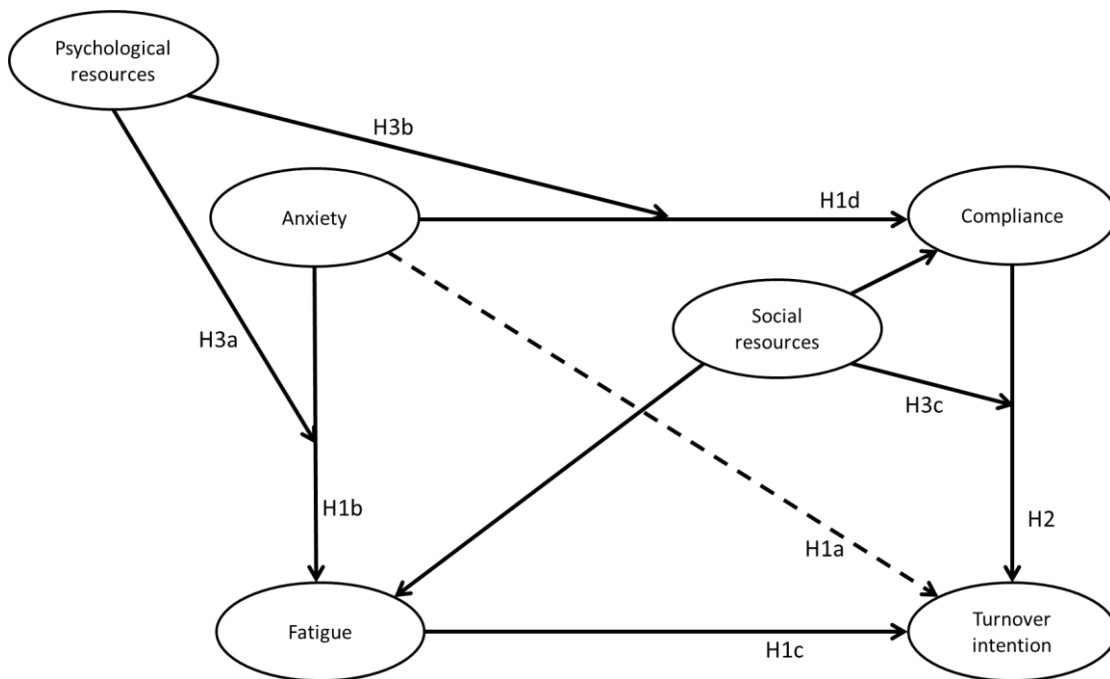 Psychological
resources
H3b
Anxiety
H1d
Compliance
Social
resources
H3a
H3c
H1b
H2
H1a
Fatigue
H1c
Turnover
intention